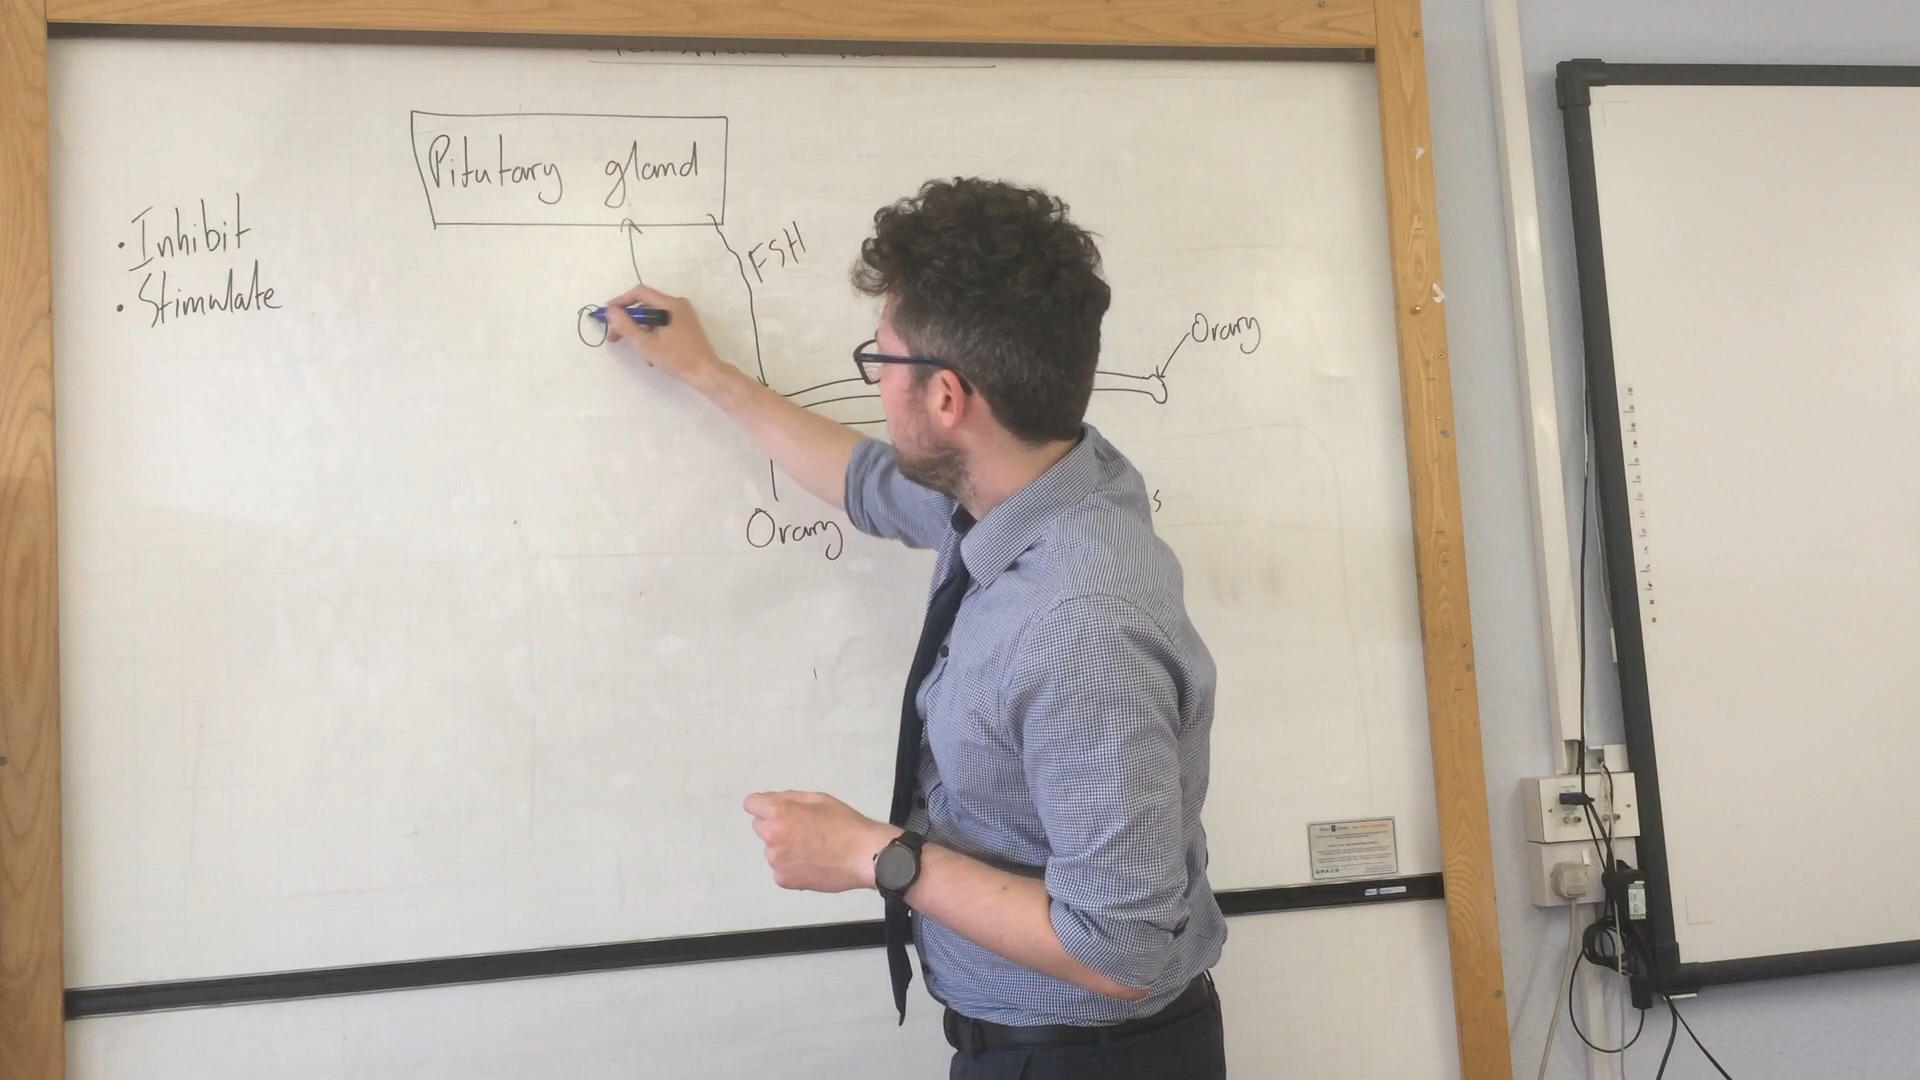 Pitutary gland
• Inhibit
• Stimulate
FSH
O
Ovary
Ovary
s